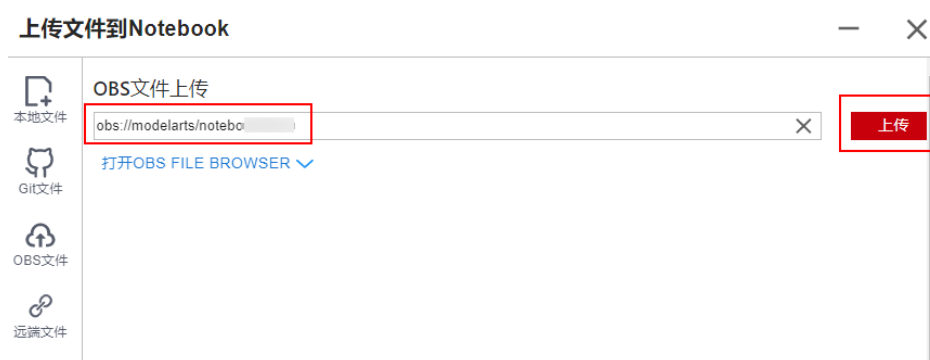 上传文件到Notebook
本地文件
Git文件
OBS文件
远端文件
OBS文件上传
obs://modelarts/notebo
上传
打开OBS FILE BROWSER